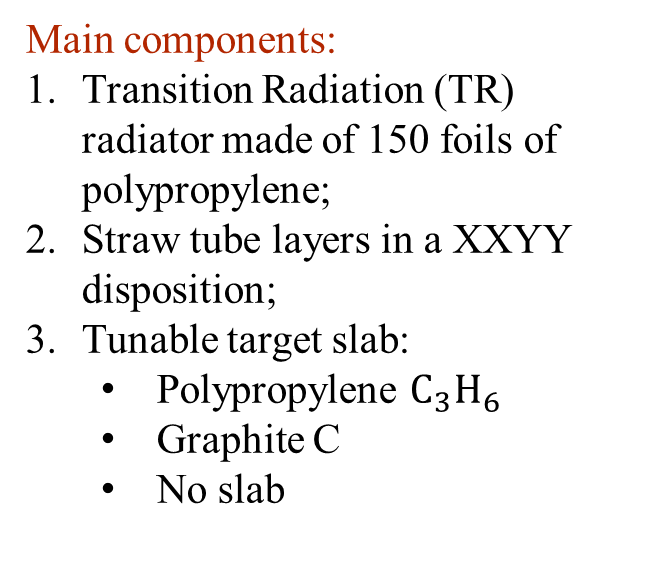 Main components:
1. Transition Radiation (TR)
radiator made of 150 foils of
polypropylene;
2. Straw tube layers in a XXYY
disposition;
3. Tunable target slab:
• Polypropylene C₃H₆
• Graphite C
• No slab